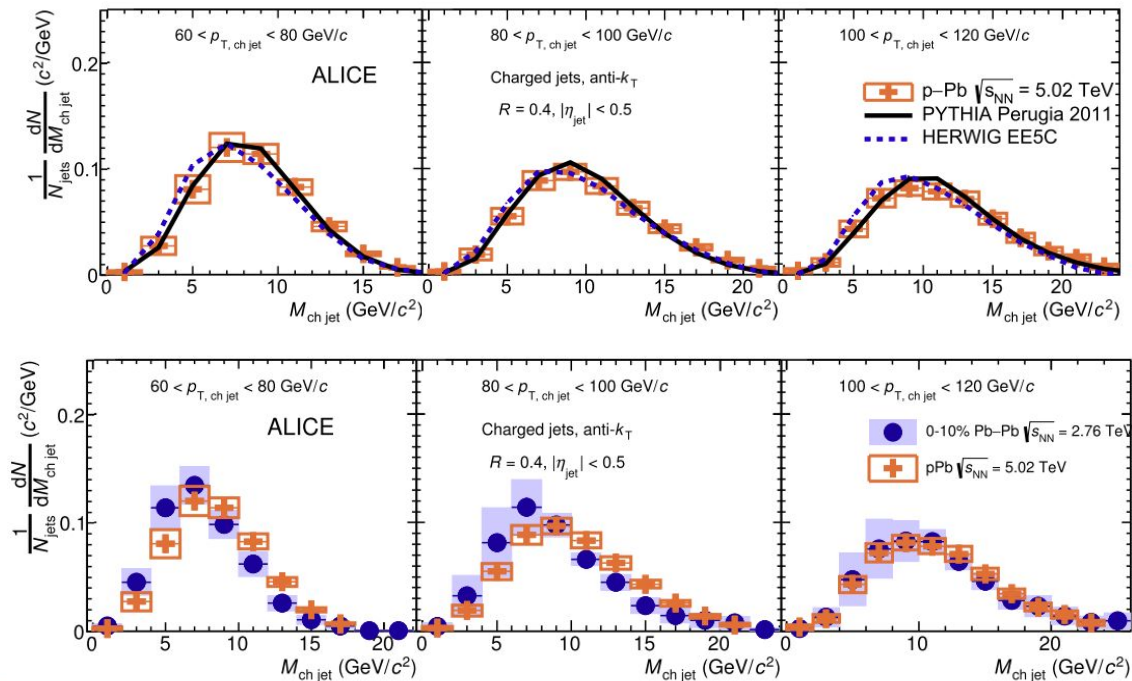 60 < p_T, ch jet < 80 GeV/c
80 < p_T, ch jet < 100 GeV/c
100 < p_T, ch jet < 120 GeV/c
ALICE
Charged jets, anti-k_T
R = 0.4, |η_jet| < 0.5
p–Pb √s_NN = 5.02 TeV
PYTHIA Perugia 2011
HERWIG EE5C
1/N_jets dN/dM_ch jet (c²/GeV)
0.2
0.1
0
0 5 10 15
0 5 10 15 20
0 5 10 15 20
M_ch jet (GeV/c²)
M_ch jet (GeV/c²)
M_ch jet (GeV/c²)
60 < p_T, ch jet < 80 GeV/c
80 < p_T, ch jet < 100 GeV/c
100 < p_T, ch jet < 120 GeV/c
ALICE
Charged jets, anti-k_T
R = 0.4, |η_jet| < 0.5
0-10% Pb–Pb √s_NN = 2.76 TeV
pPb √s_NN = 5.02 TeV
1/N_jets dN/dM_ch jet (c²/GeV)
0.2
0.1
0
0 5 10 15 20
0 5 10 15 20
0 10 20
M_ch jet (GeV/c²)
M_ch jet (GeV/c²)
M_ch jet (GeV/c²)